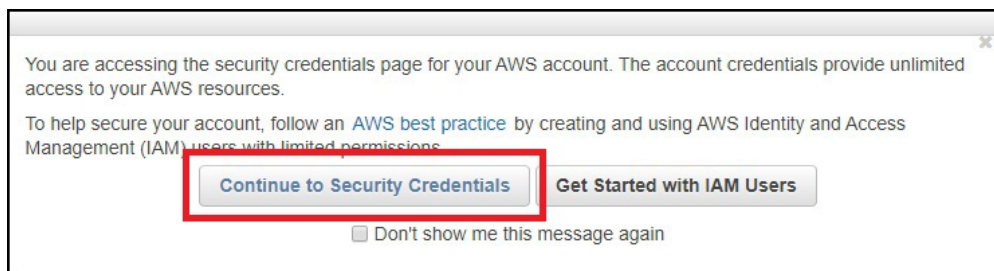 You are accessing the security credentials page for your AWS account. The account credentials provide unlimited
access to your AWS resources.
To help secure your account, follow an AWS best practice by creating and using AWS Identity and Access
Management (IAM) users with limited permissions
Continue to Security Credentials
Get Started with IAM Users
Don't show me this message again